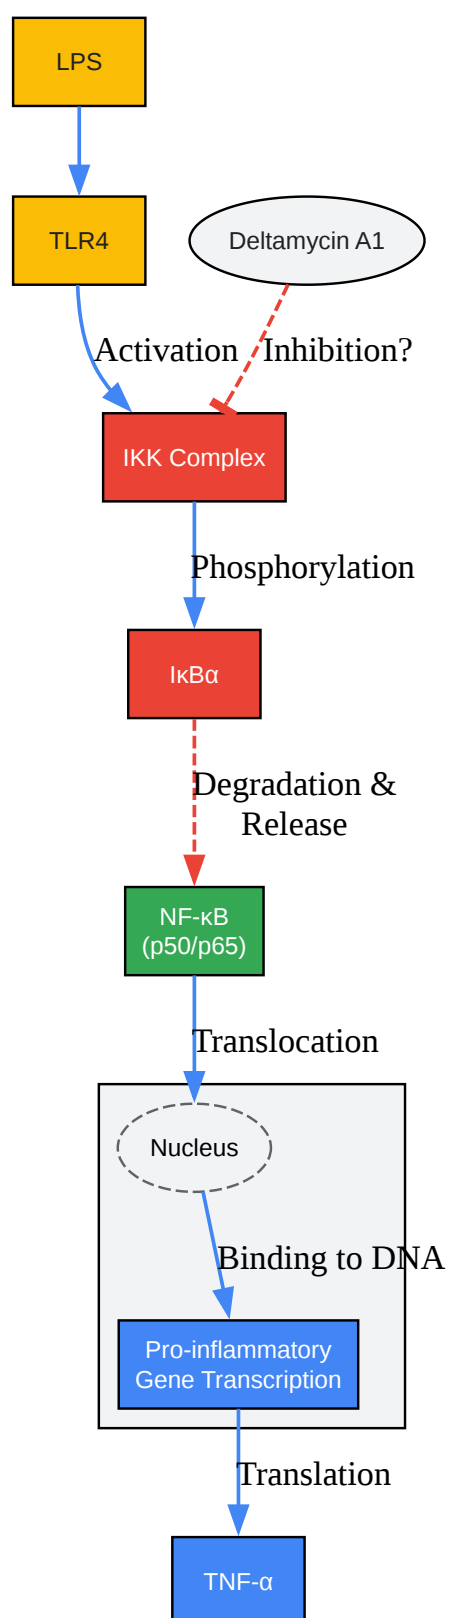 LPS
TLR4
Deltamycin A1
Activation
Inhibition?
IKK Complex
Phosphorylation
IκBα
Degradation &
Release
NF-κB
(p50/p65)
Translocation
Nucleus
Binding to DNA
Pro-inflammatory
Gene Transcription
Translation
TNF-α